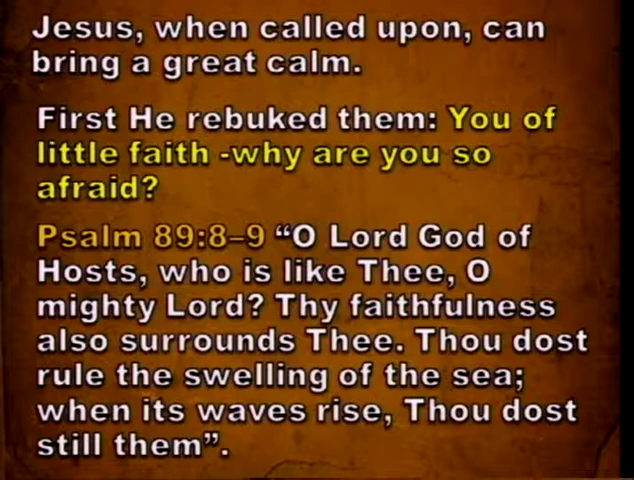 Jesus, when called upon, can
bring a great calm.
First He rebuked them: You of
little faith -why are you so
afraid?
Psalm 89:8–9 “O Lord God of
Hosts, who is like Thee, O
mighty Lord? Thy faithfulness
also surrounds Thee. Thou dost
rule the swelling of the sea;
when its waves rise, Thou dost
still them”.